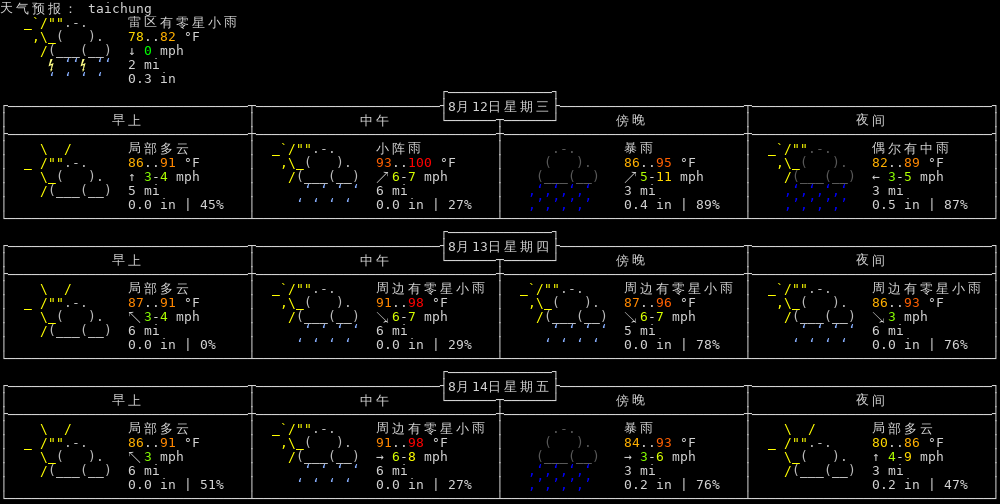 天气预报： taichung
雷区有零星小雨
78..82 °F
↓ 0 mph
2 mi
0.3 in
8月12日星期三
早上 中午 傍晚 夜间
局部多云 小阵雨 暴雨 偶尔有中雨
86..91 °F 93..100 °F 86..95 °F 82..89 °F
↑ 3-4 mph ↗ 6-7 mph ↗ 5-11 mph ← 3-5 mph
5 mi 6 mi 3 mi 3 mi
0.0 in | 45% 0.0 in | 27% 0.4 in | 89% 0.5 in | 87%
8月13日星期四
早上 中午 傍晚 夜间
局部多云 周边有零星小雨 周边有零星小雨 周边有零星小雨
87..91 °F 91..98 °F 87..96 °F 86..93 °F
↖ 3-4 mph ↘ 6-7 mph ↘ 6-7 mph ↘ 3 mph
6 mi 6 mi 5 mi 6 mi
0.0 in | 0% 0.0 in | 29% 0.0 in | 78% 0.0 in | 76%
8月14日星期五
早上 中午 傍晚 夜间
局部多云 周边有零星小雨 暴雨 局部多云
86..91 °F 91..98 °F 84..93 °F 80..86 °F
↖ 3 mph → 6-8 mph → 3-6 mph ↑ 4-9 mph
6 mi 6 mi 3 mi 3 mi
0.0 in | 51% 0.0 in | 27% 0.2 in | 76% 0.2 in | 47%